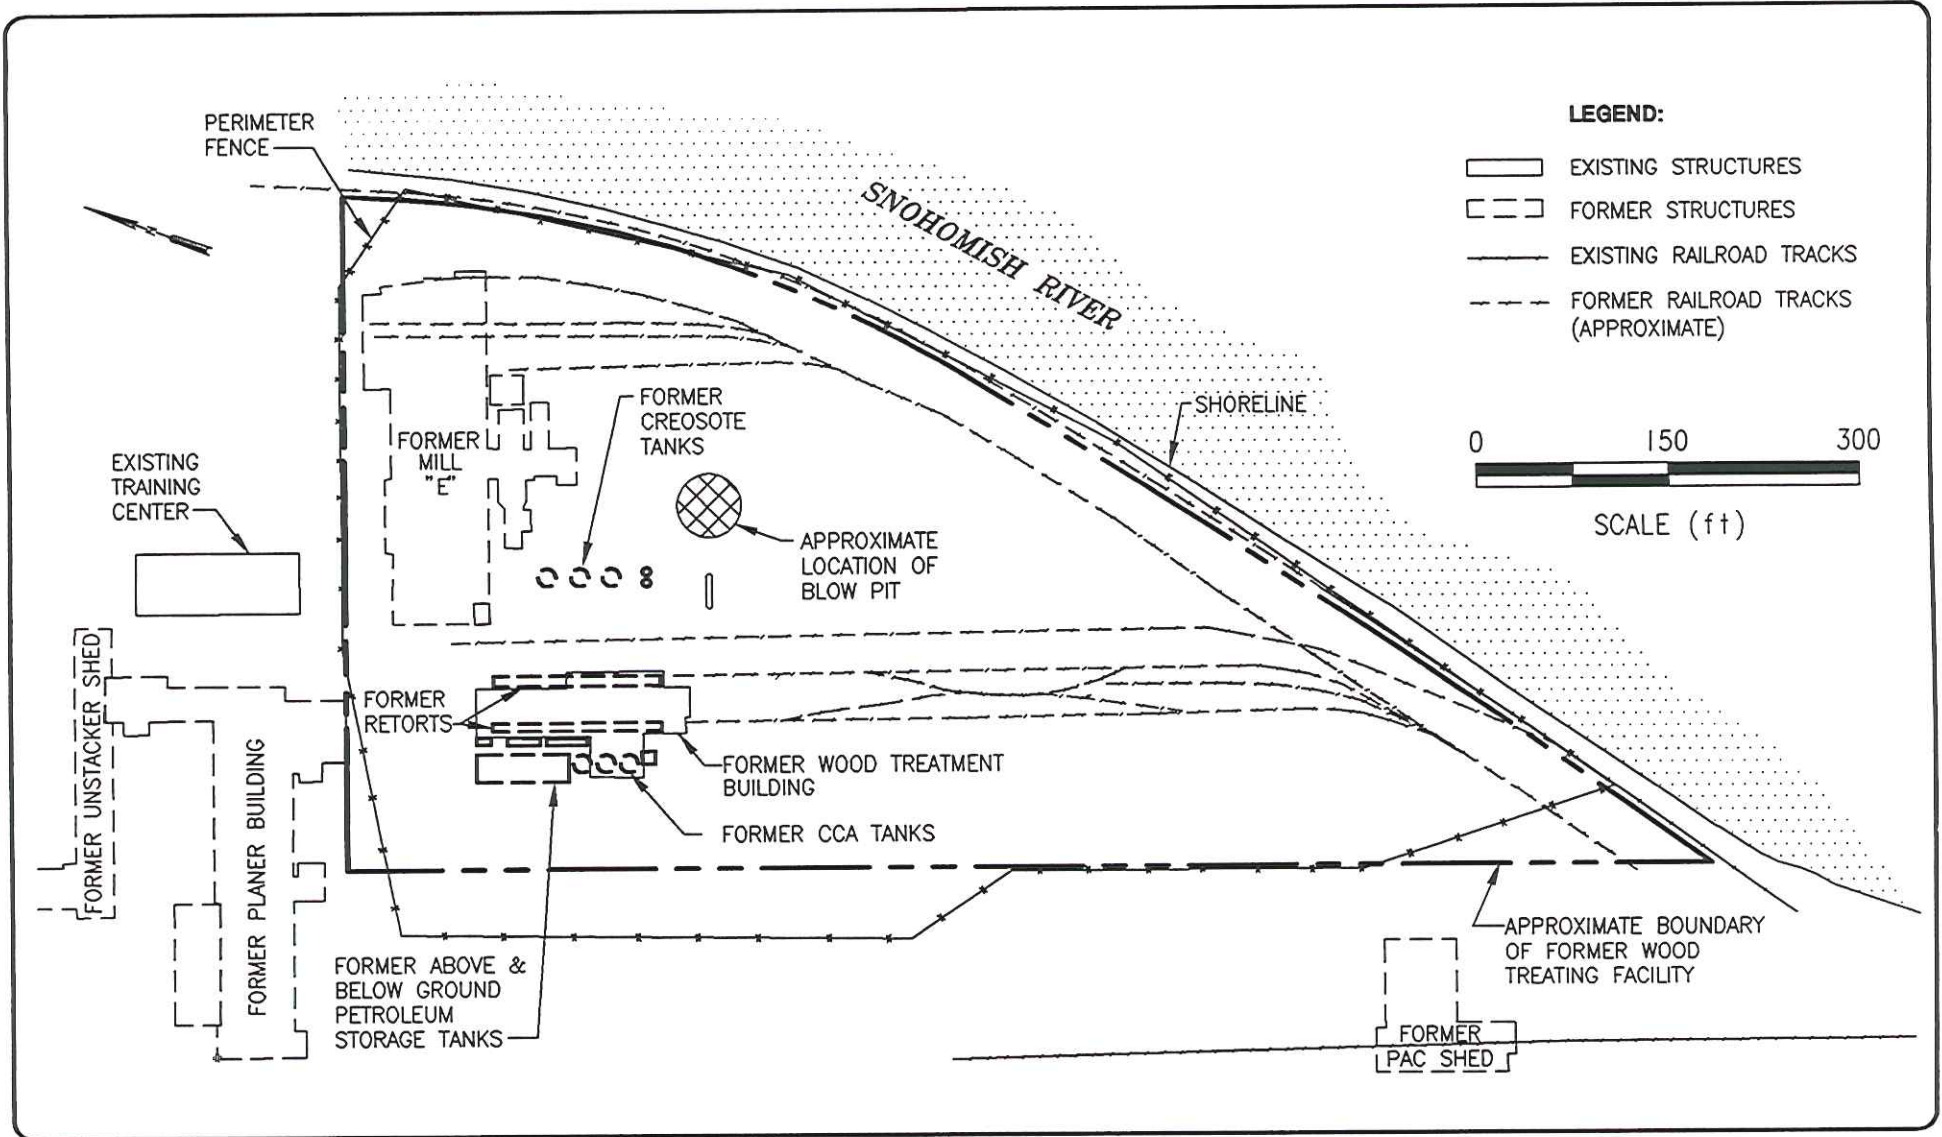 PERIMETER
FENCE
N
SNOHOMISH RIVER
LEGEND:
EXISTING STRUCTURES
FORMER STRUCTURES
EXISTING RAILROAD TRACKS
FORMER RAILROAD TRACKS
(APPROXIMATE)
0 150 300
SCALE (ft)
SHORELINE
FORMER
CREOSOTE
TANKS
FORMER
MILL
"E"
EXISTING
TRAINING
CENTER
APPROXIMATE
LOCATION OF
BLOW PIT
FORMER UNSTACKER SHED
FORMER PLANER BUILDING
FORMER
RETORTS
FORMER WOOD TREATMENT
BUILDING
FORMER CCA TANKS
FORMER ABOVE &
BELOW GROUND
PETROLEUM
STORAGE TANKS
APPROXIMATE BOUNDARY
OF FORMER WOOD
TREATING FACILITY
FORMER
PAC SHED